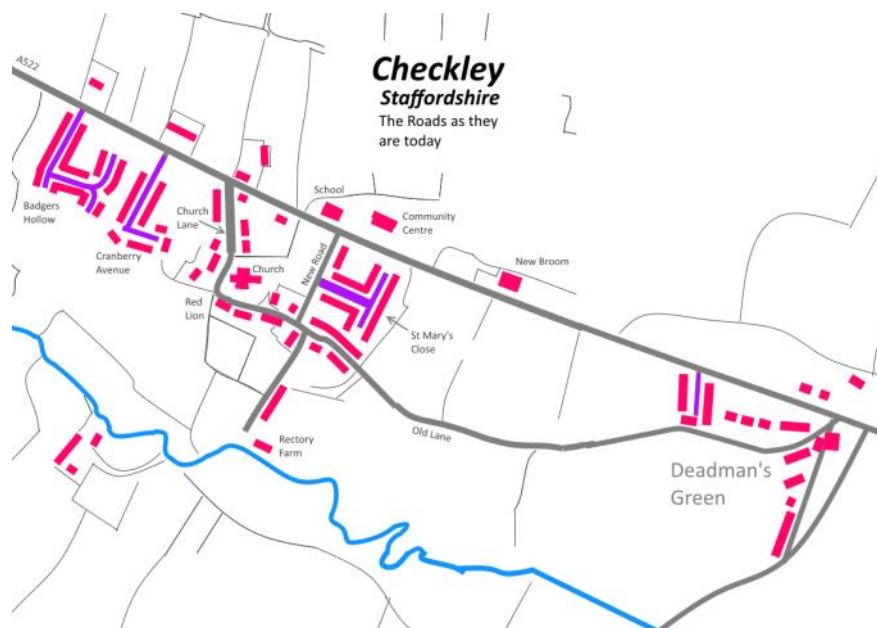 Checkley
Staffordshire
The Roads as they
are today
A522
School
Community
Centre
Church
Lane
Badgers
Hollow
Cranberry
Avenue
New Road
Church
New Broom
Red
Lion
St Mary's
Close
Old Lane
Rectory
Farm
Deadman's
Green